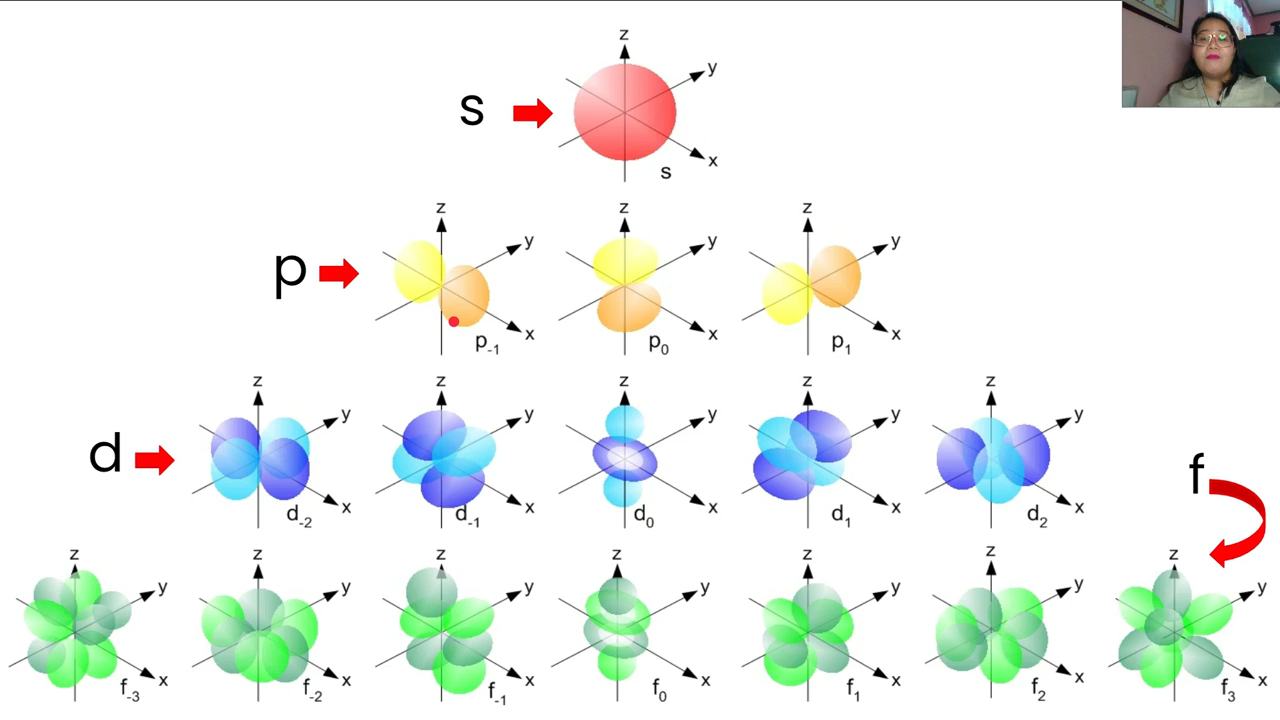 z
y
s
x
s
z
y
x
p₋₁
z
y
x
p₀
z
y
x
p₁
p
z
y
x
d₋₂
z
y
x
d₋₁
z
y
x
d₀
z
y
x
d₁
z
y
x
d₂
d
f
z
y
x
f₋₃
z
y
x
f₋₂
z
y
x
f₋₁
z
y
x
f₀
z
y
x
f₁
z
y
x
f₂
z
y
x
f₃